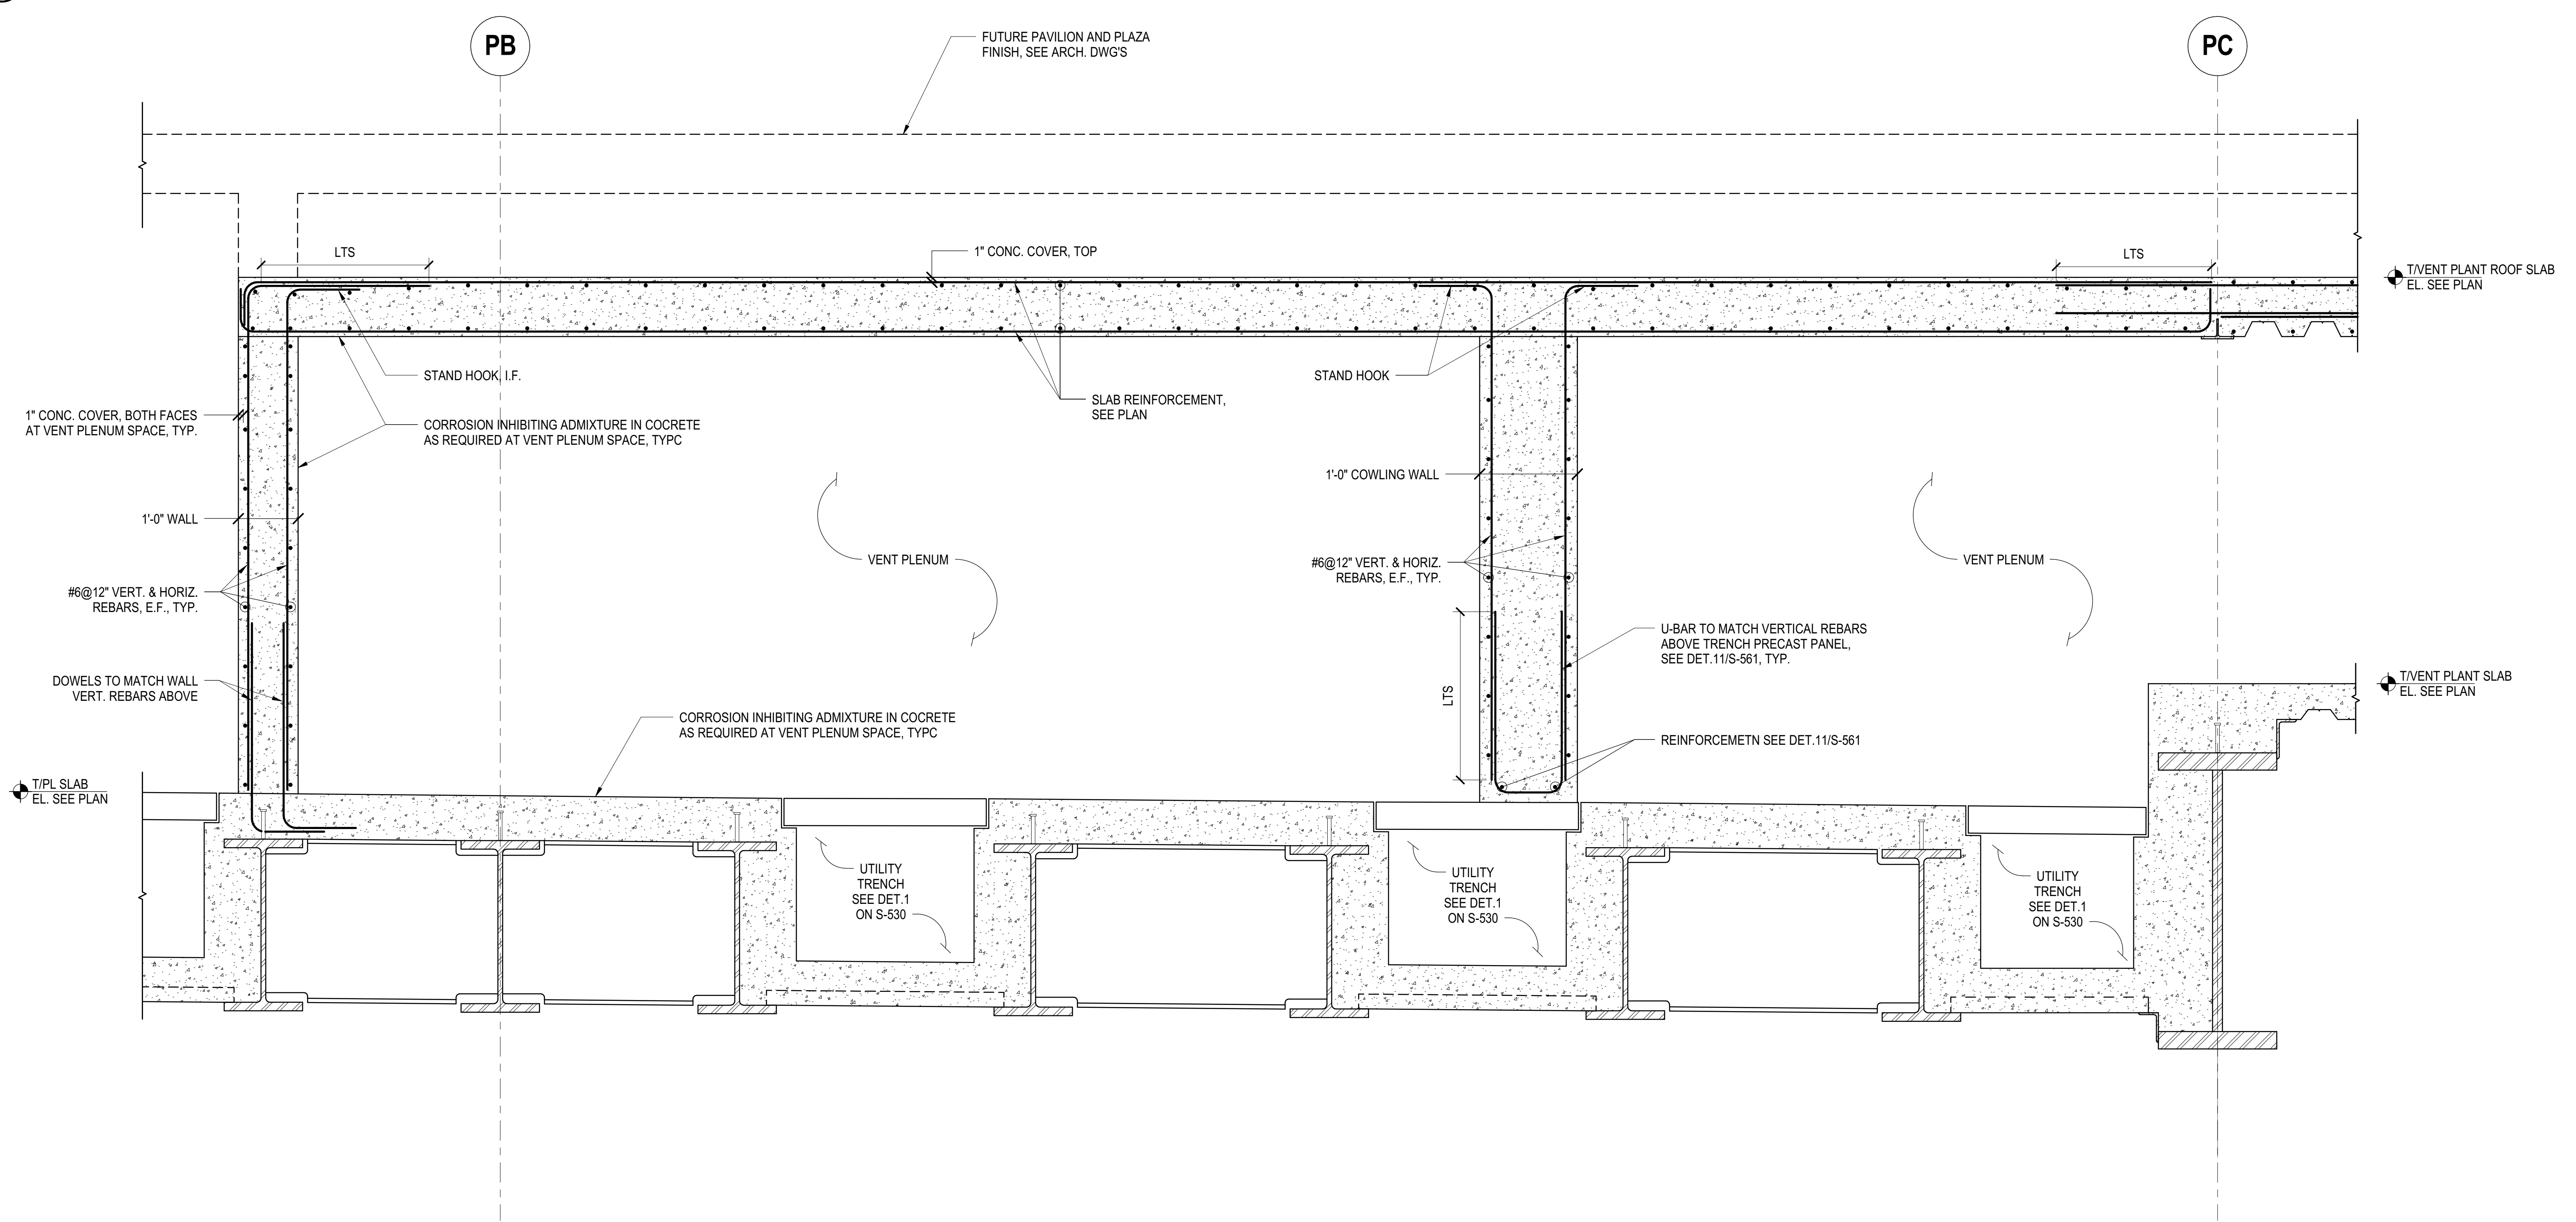 PB
PC
FUTURE PAVILION AND PLAZA
FINISH, SEE ARCH. DWG'S
LTS
1" CONC. COVER, TOP
LTS
T/VENT PLANT ROOF SLAB
EL. SEE PLAN
STAND HOOK, I.F.
STAND HOOK
SLAB REINFORCEMENT,
SEE PLAN
1" CONC. COVER, BOTH FACES
AT VENT PLENUM SPACE, TYP.
CORROSION INHIBITING ADMIXTURE IN COCRETE
AS REQUIRED AT VENT PLENUM SPACE, TYPC
1'-0" COWLING WALL
1'-0" WALL
VENT PLENUM
VENT PLENUM
#6@12" VERT. & HORIZ.
REBARS, E.F., TYP.
#6@12" VERT. & HORIZ.
REBARS, E.F., TYP.
U-BAR TO MATCH VERTICAL REBARS
ABOVE TRENCH PRECAST PANEL,
SEE DET.11/S-561, TYP.
DOWELS TO MATCH WALL
VERT. REBARS ABOVE
LTS
T/VENT PLANT SLAB
EL. SEE PLAN
CORROSION INHIBITING ADMIXTURE IN COCRETE
AS REQUIRED AT VENT PLENUM SPACE, TYPC
REINFORCEMETN SEE DET.11/S-561
T/PL SLAB
EL. SEE PLAN
UTILITY
TRENCH
SEE DET.1
ON S-530
UTILITY
TRENCH
SEE DET.1
ON S-530
UTILITY
TRENCH
SEE DET.1
ON S-530